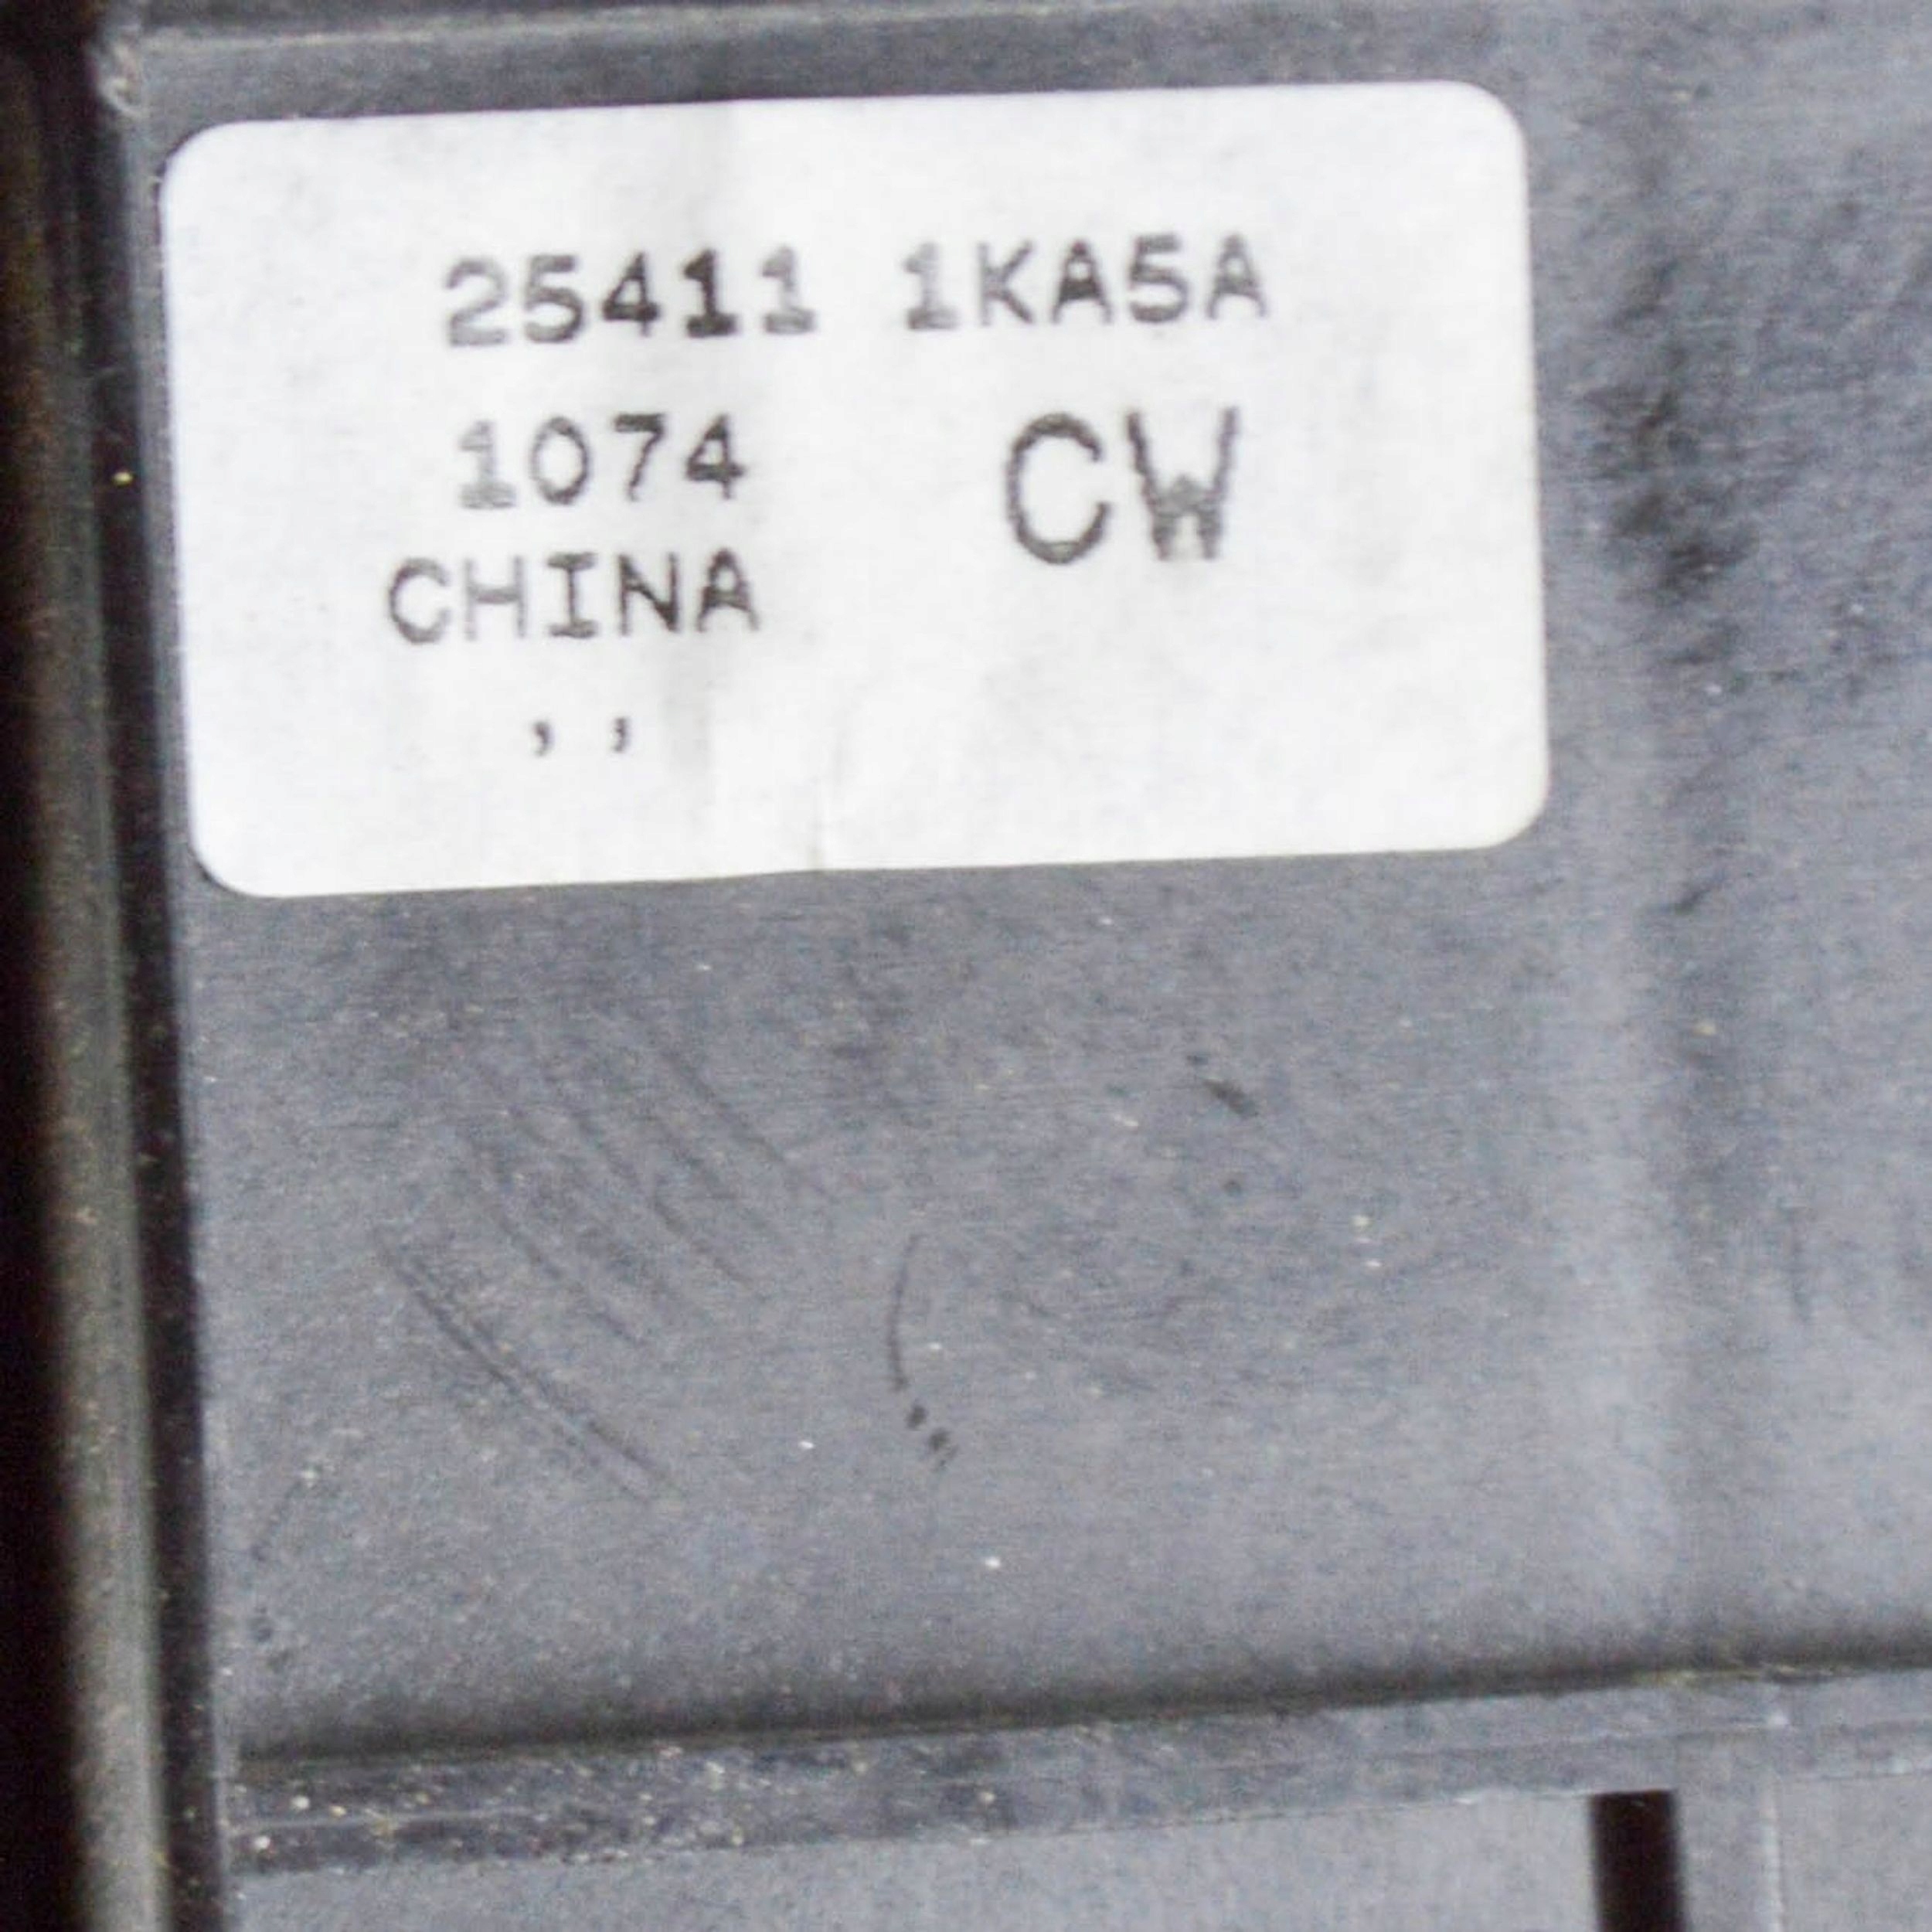 25411 1KA5A
1074 CW
CHINA
, ,